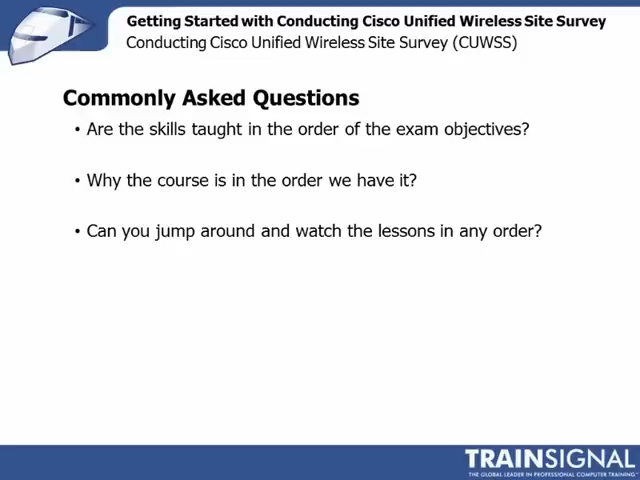 Getting Started with Conducting Cisco Unified Wireless Site Survey
Conducting Cisco Unified Wireless Site Survey (CUWSS)
Commonly Asked Questions
• Are the skills taught in the order of the exam objectives?
• Why the course is in the order we have it?
• Can you jump around and watch the lessons in any order?
TRAINSIGNAL
THE GLOBAL LEADER IN PROFESSIONAL COMPUTER TRAINING